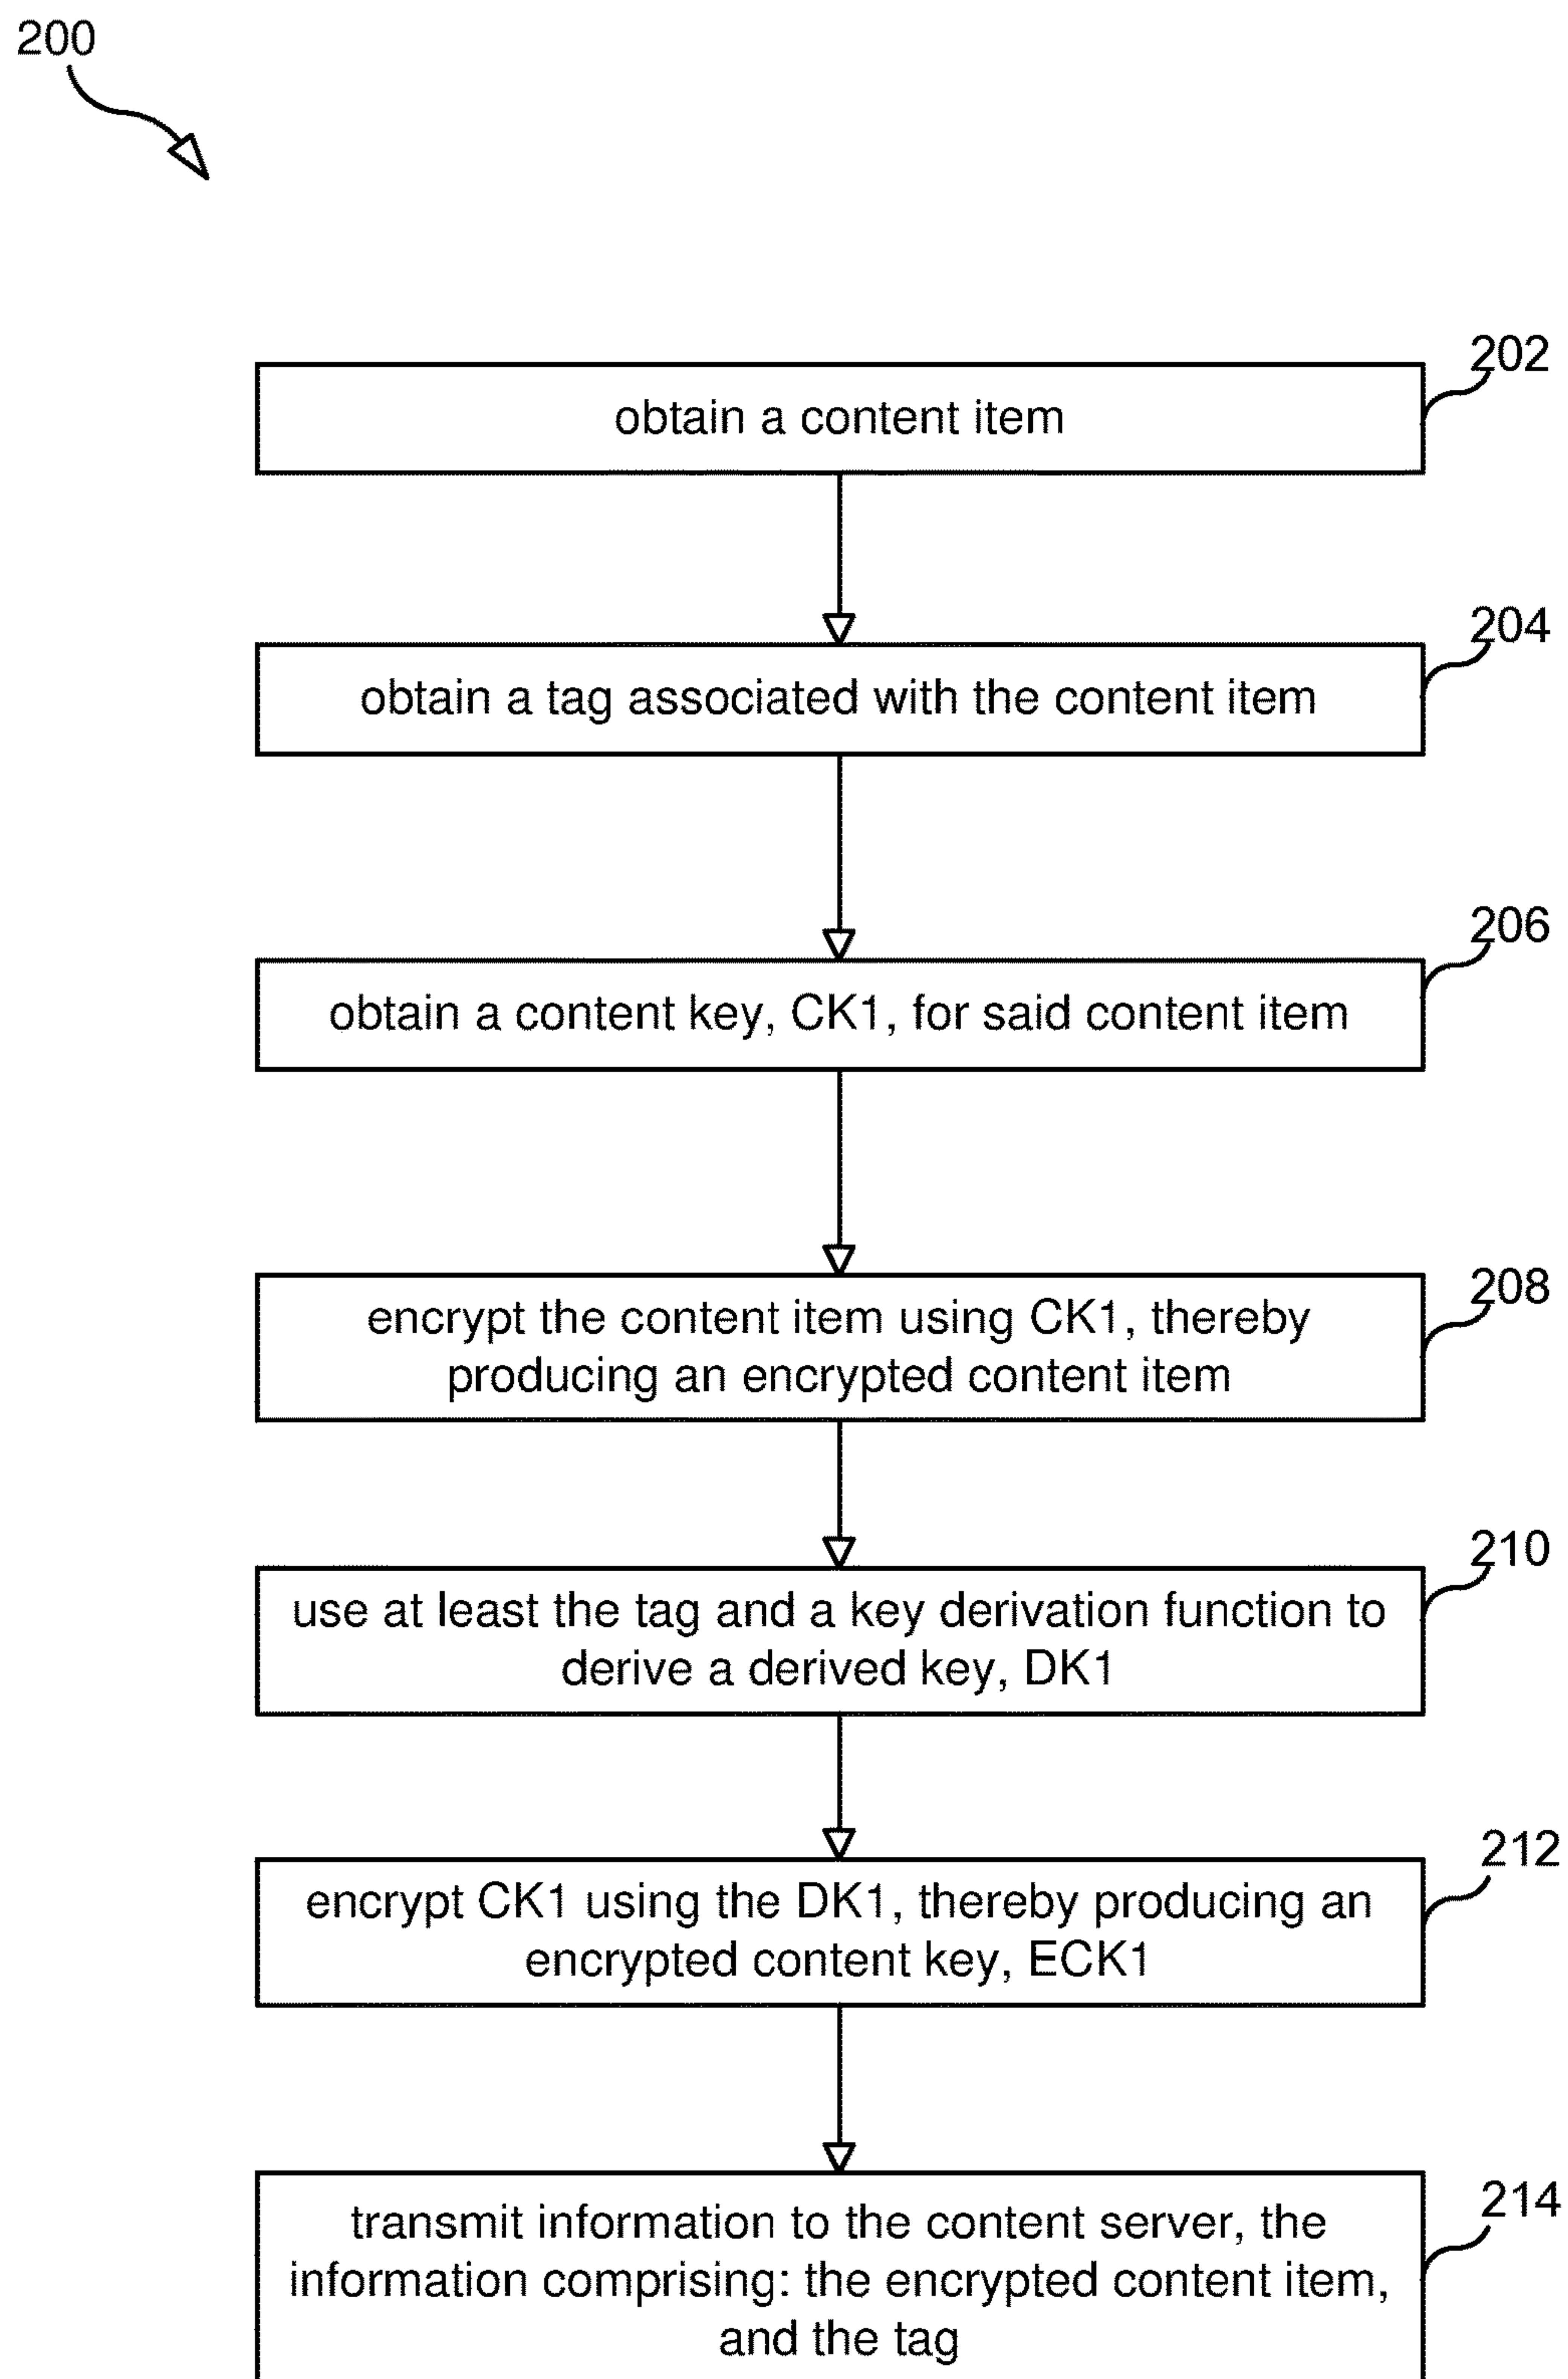 200
202
obtain a content item
204
obtain a tag associated with the content item
206
obtain a content key, CK1, for said content item
208
encrypt the content item using CK1, thereby
producing an encrypted content item
210
use at least the tag and a key derivation function to
derive a derived key, DK1
212
encrypt CK1 using the DK1, thereby producing an
encrypted content key, ECK1
214
transmit information to the content server, the
information comprising: the encrypted content item,
and the tag